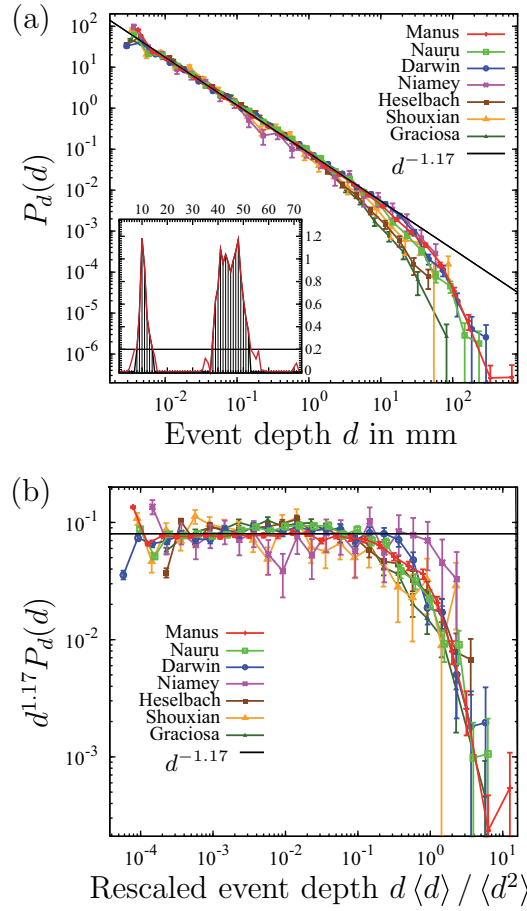 (a)
10^2
10^1
10^0
10^-1
10^-2
10^-3
10^-4
10^-5
10^-6
P_d(d)
Manus
Nauru
Darwin
Niamey
Heselbach
Shouxian
Graciosa
d^-1.17
10 20 30 40 50 60 70
1.2
1
0.8
0.6
0.4
0.2
0
10^-2 10^-1 10^0 10^1 10^2
Event depth d in mm
(b)
10^-1
10^-2
10^-3
d^1.17 P_d(d)
Manus
Nauru
Darwin
Niamey
Heselbach
Shouxian
Graciosa
d^-1.17
10^-4 10^-3 10^-2 10^-1 10^0 10^1
Rescaled event depth d ⟨d⟩ / ⟨d^2⟩